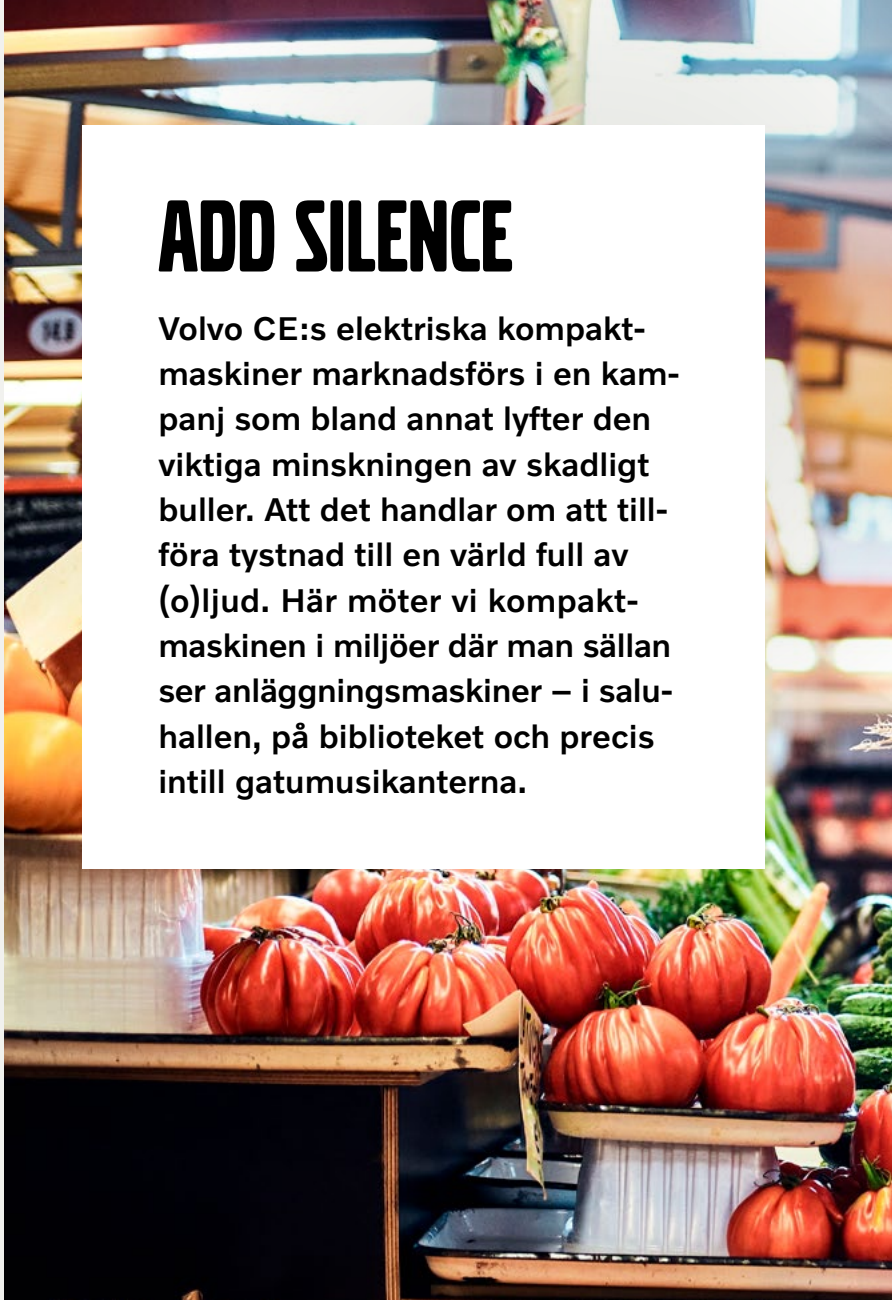 ADD SILENCE
Volvo CE:s elektriska kompakt-
maskiner marknadsförs i en kam-
panj som bland annat lyfter den
viktiga minskningen av skadligt
buller. Att det handlar om att till-
föra tystnad till en värld full av
(o)ljud. Här möter vi kompakt-
maskinen i miljöer där man sällan
ser anläggningsmaskiner – i salu-
hallen, på biblioteket och precis
intill gatumusikanterna.